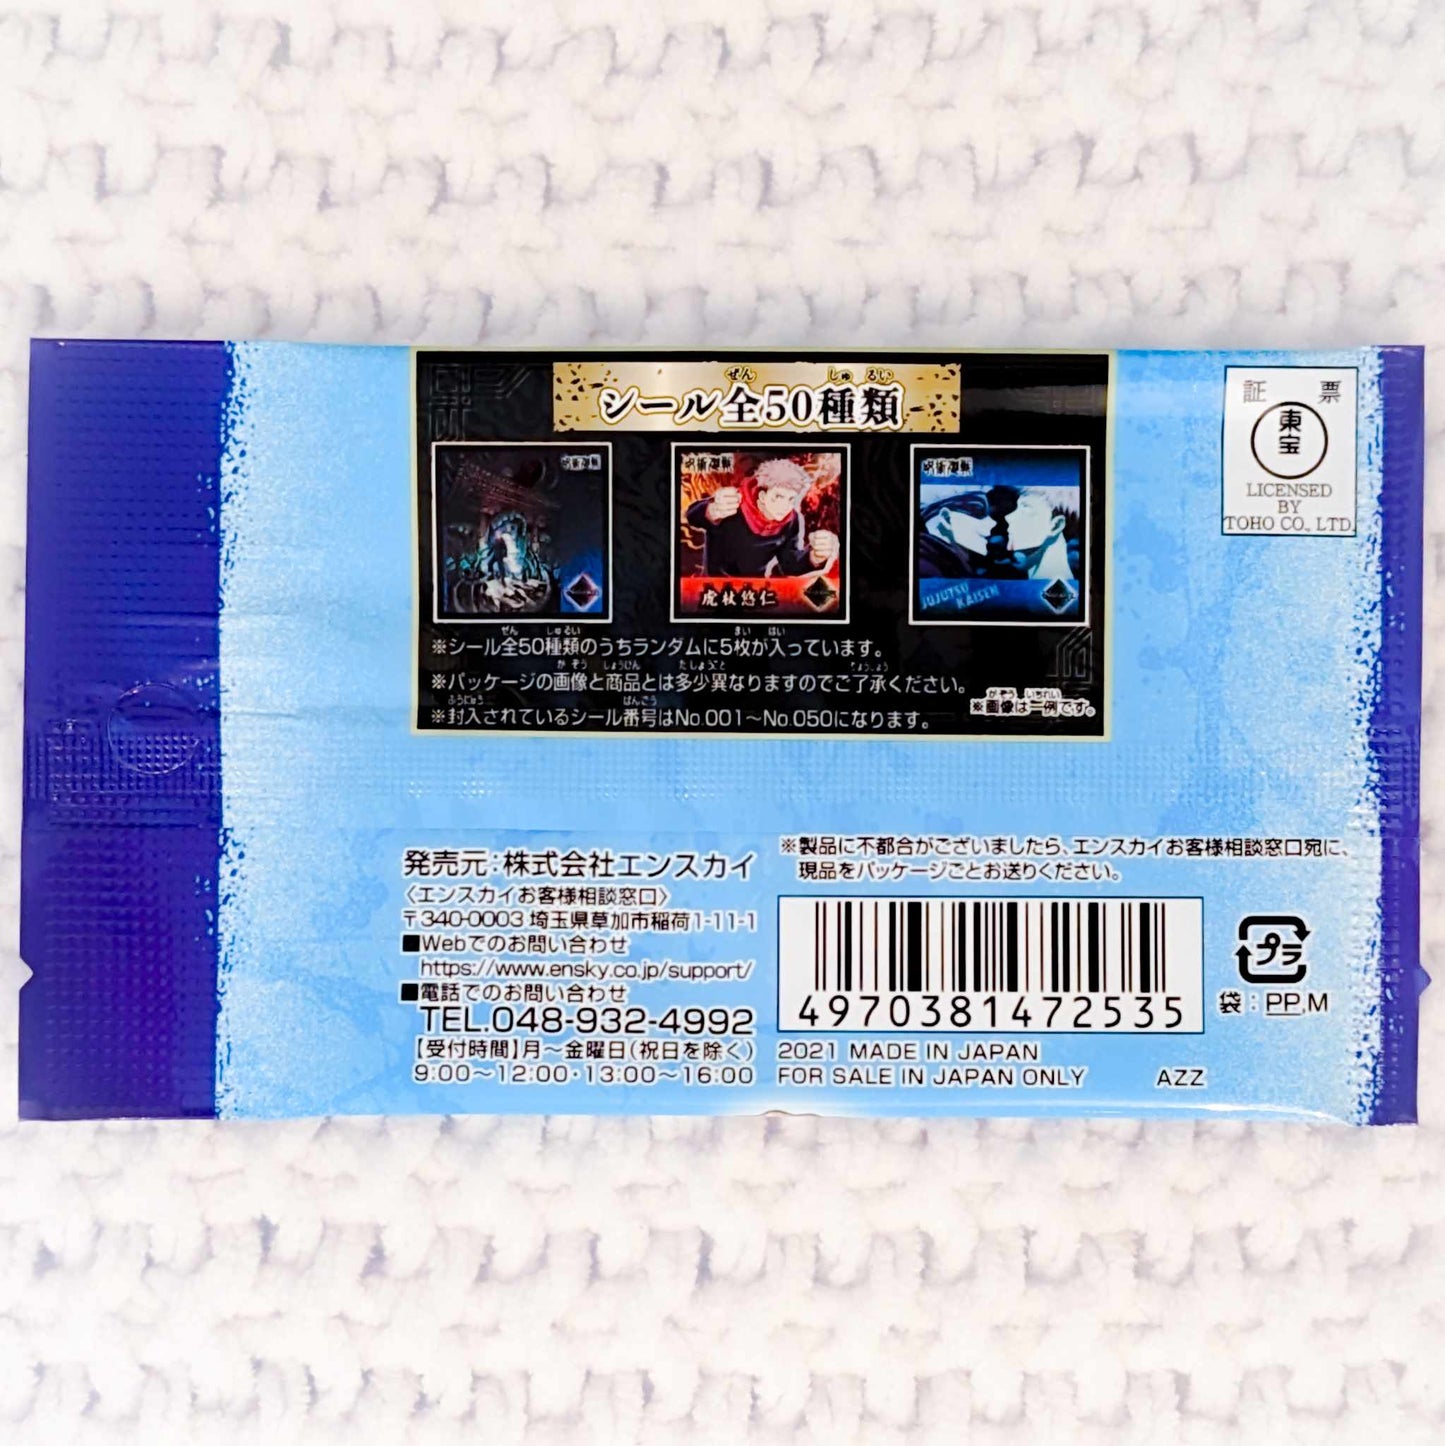 シール全50種類
呪術廻戦
呪術廻戦
虎杖悠仁
呪術廻戦
JUJUTSU
KAISEN
※シール全50種類のうちランダムに5枚が入っています。
※パッケージの画像と商品とは多少異なりますのでご了承ください。
※封入されているシール番号はNo.001〜No.050になります。
※画像は一例です。
証 票
東宝
LICENSED
BY
TOHO CO., LTD.
発売元:株式会社エンスカイ
〈エンスカイお客様相談窓口〉
〒340-0003 埼玉県草加市稲荷1-11-1
■Webでのお問い合わせ
https://www.ensky.co.jp/support/
■電話でのお問い合わせ
TEL.048-932-4992
【受付時間】月〜金曜日(祝日を除く)
9:00〜12:00・13:00〜16:00
※製品に不都合がございましたら、エンスカイお客様相談窓口宛に、
現品をパッケージごとお送りください。
4970381472535
2021 MADE IN JAPAN
FOR SALE IN JAPAN ONLY AZZ
プラ
袋:PP,M